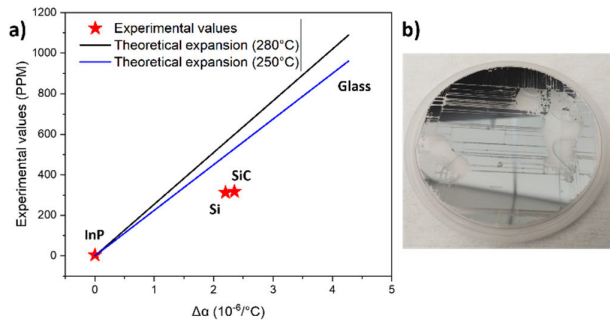 a)
Experimental values
Theoretical expansion (280°C)
Theoretical expansion (250°C)
Experimental values (PPM)
1200
1000
800
600
400
200
0
Glass
SiC
Si
InP
0 1 2 3 4 5
Δα (10⁻⁶/°C)
b)